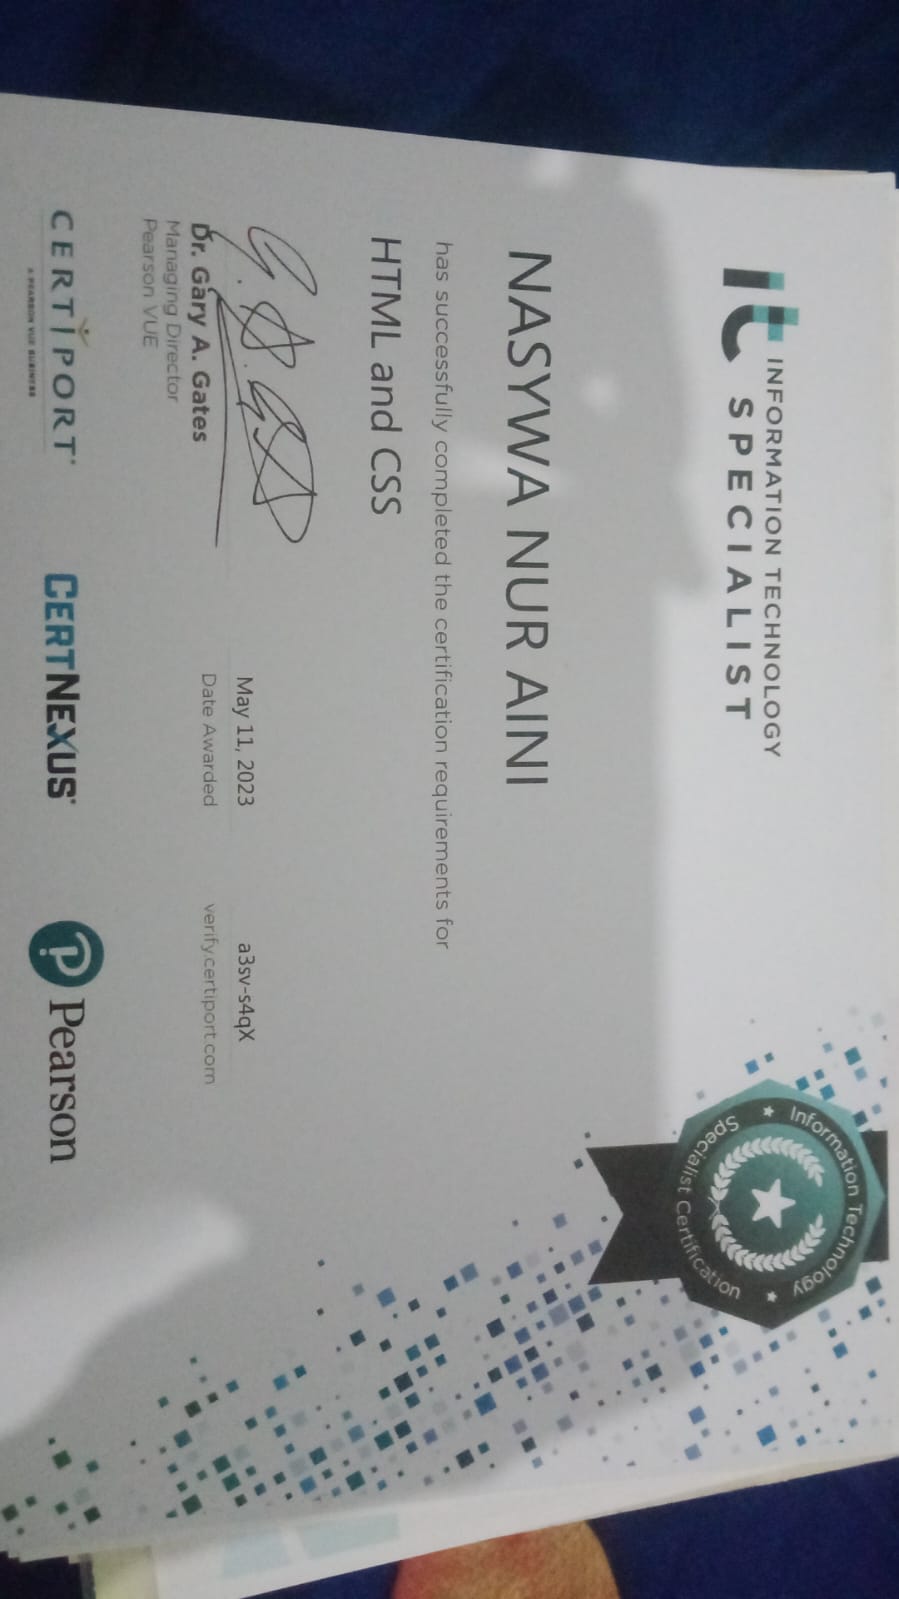 it INFORMATION TECHNOLOGY
SPECIALIST
Information Technology
Specialist Certification
NASYWA NUR AINI
has successfully completed the certification requirements for
HTML and CSS
G. A. Gates
Dr. Gary A. Gates
Managing Director
Pearson VUE
May 11, 2023
Date Awarded
a3sv-s4qX
verify.certiport.com
CERTIPORT
A PEARSON VUE BUSINESS
CERTNEXUS
Pearson